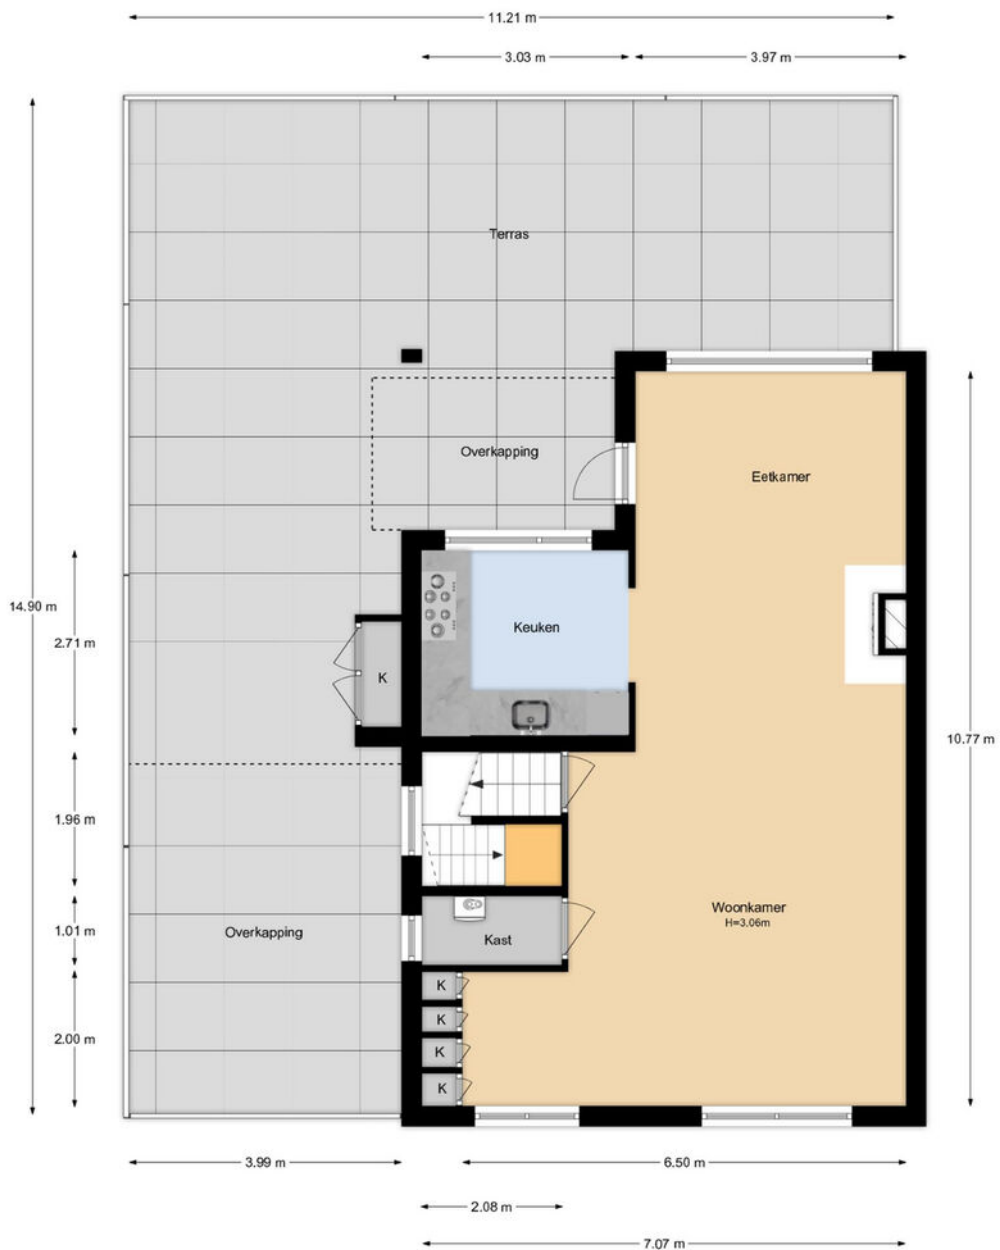 11.21 m
3.03 m
3.97 m
Terras
Overkapping
Eetkamer
14.90 m
2.71 m
Keuken
K
10.77 m
1.96 m
Woonkamer
H=3.06m
1.01 m
Overkapping
Kast
K
K
2.00 m
K
K
3.99 m
6.50 m
2.08 m
7.07 m